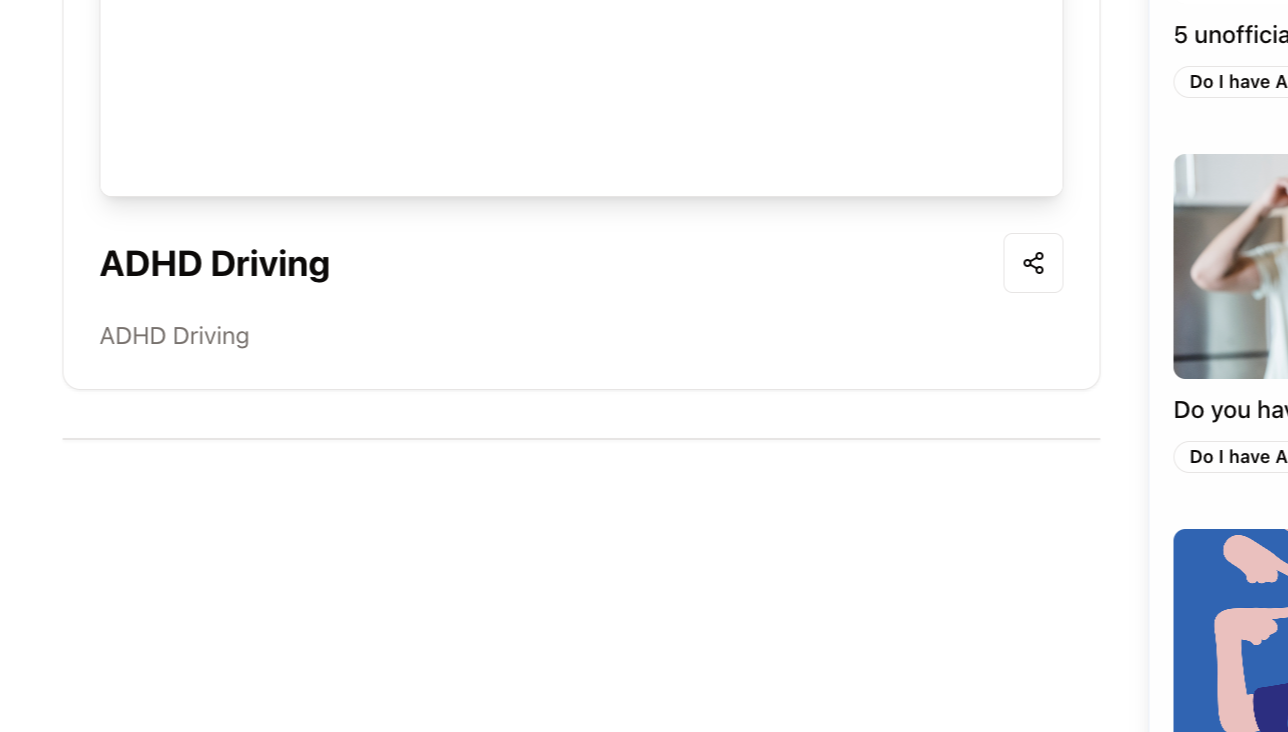 ADHD Driving
ADHD Driving
5 unofficia
Do I have A
Do you hav
Do I have A